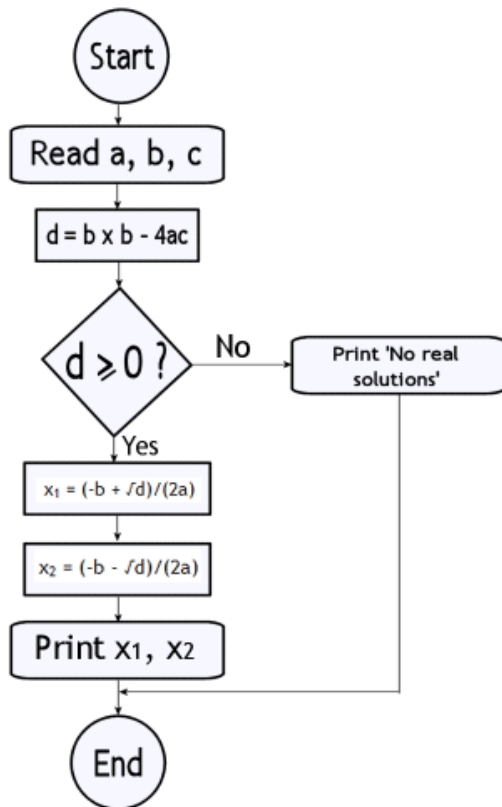 Start
Read a, b, c
d = b x b - 4ac
d ⩾ 0 ?
No
Print 'No real
solutions'
Yes
x₁ = (-b + √d)/(2a)
x₂ = (-b - √d)/(2a)
Print x₁, x₂
End